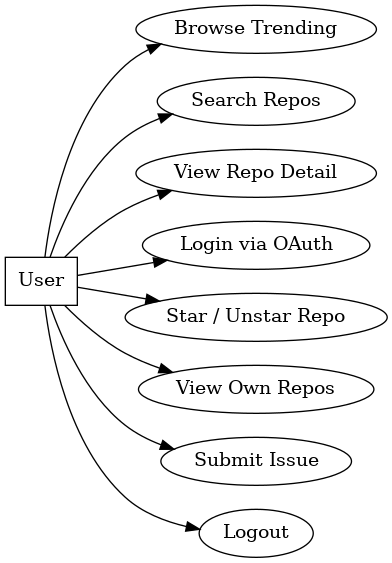 Browse Trending
Search Repos
View Repo Detail
Login via OAuth
User
Star / Unstar Repo
View Own Repos
Submit Issue
Logout